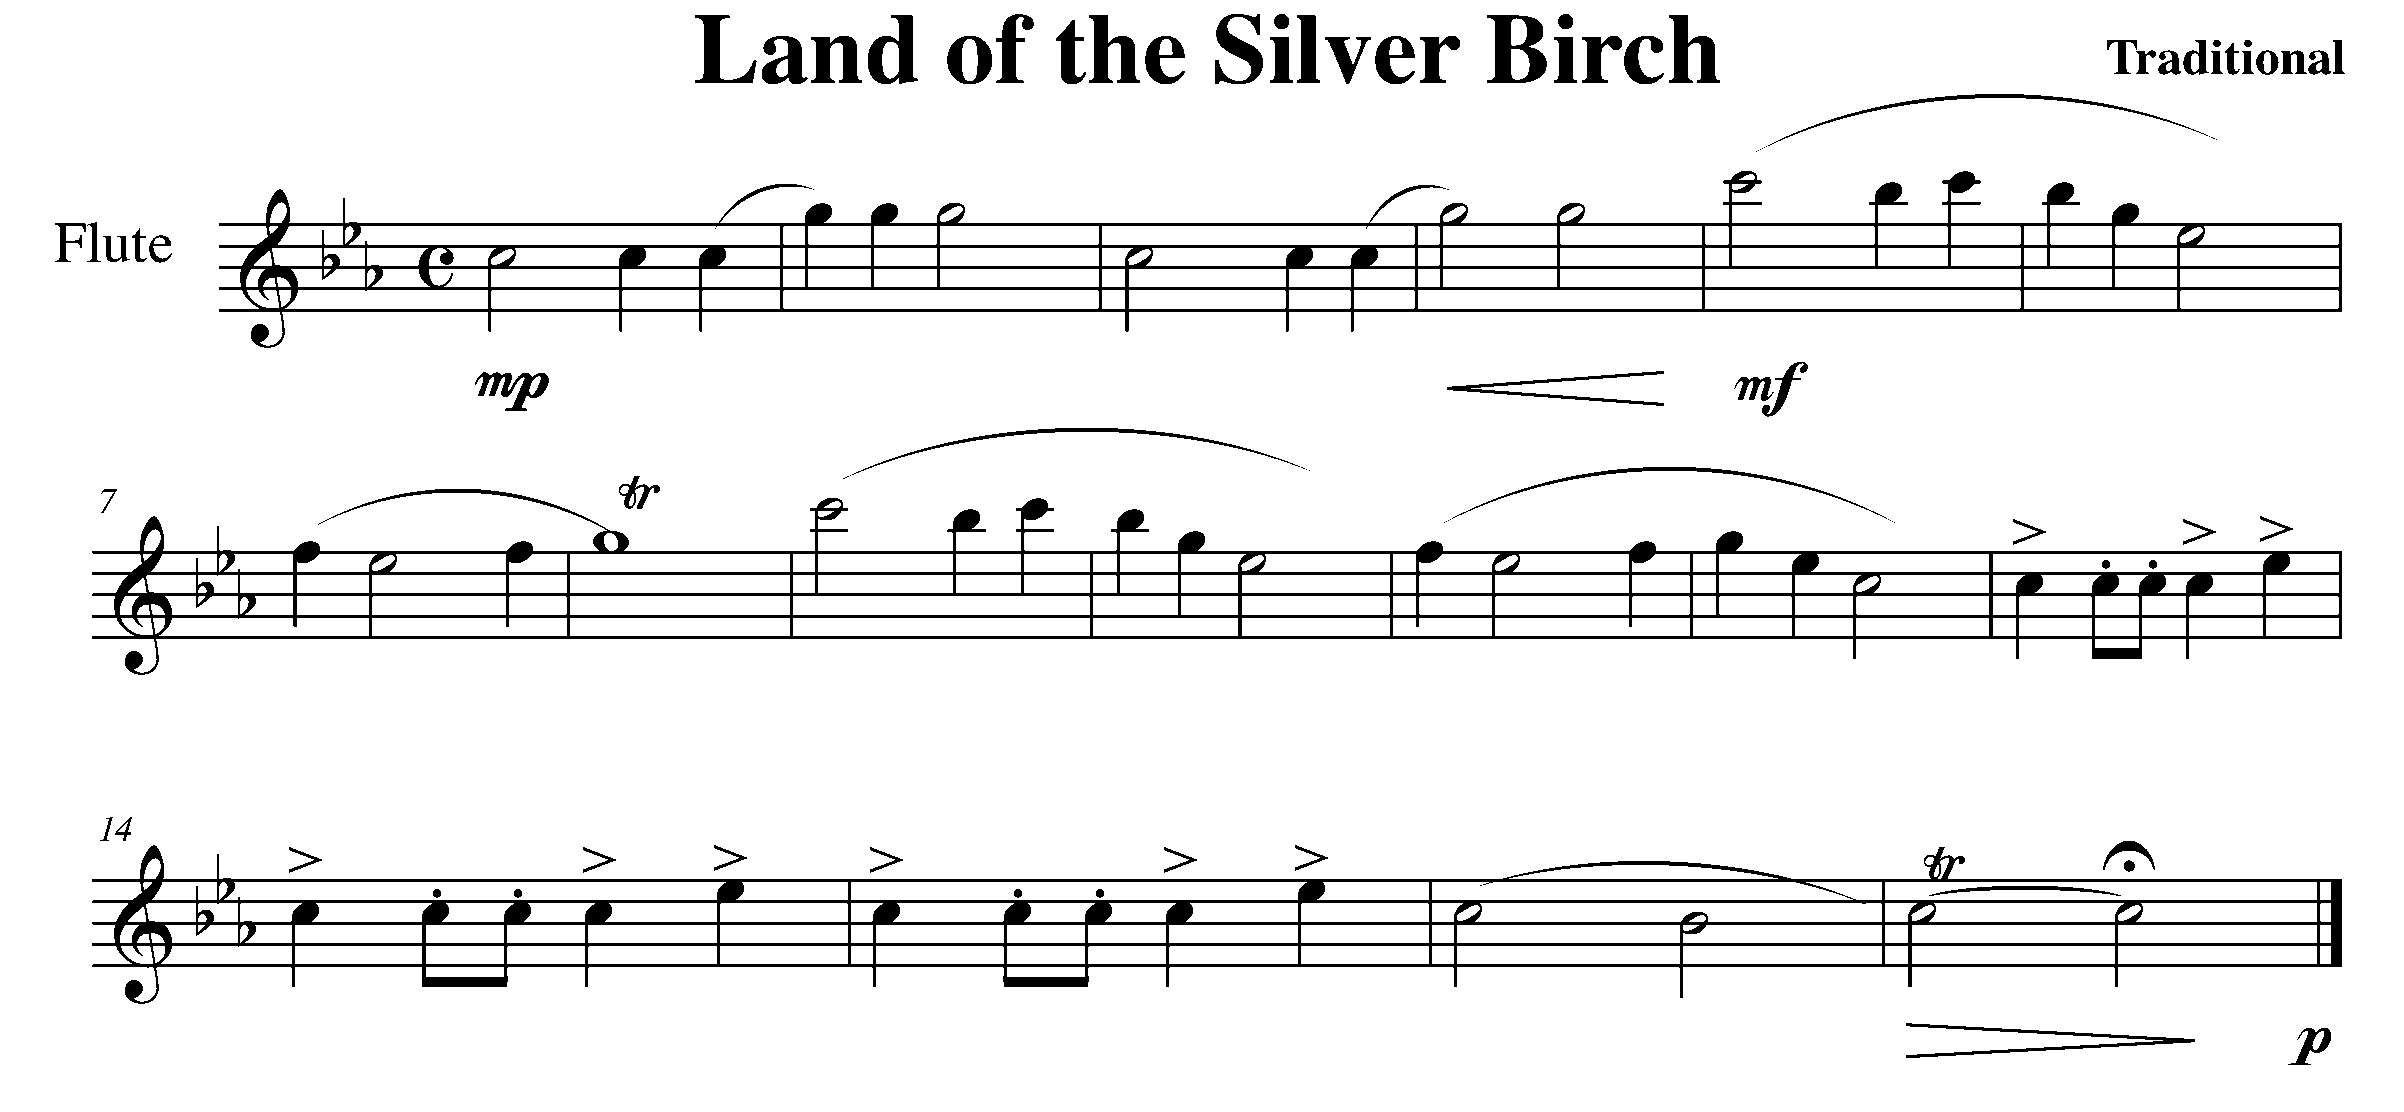 Land of the Silver Birch
Traditional
Flute
mp
mf
7
tr
14
tr
p